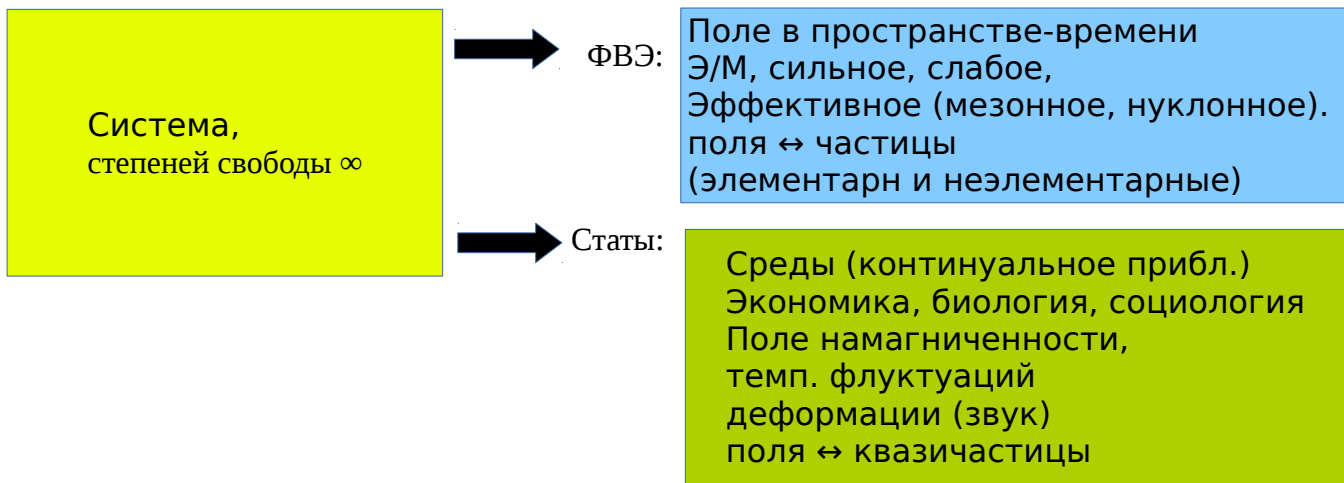 Система,
степеней свободы ∞
ФВЭ:
Поле в пространстве-времени
Э/М, сильное, слабое,
Эффективное (мезонное, нуклонное).
поля ↔ частицы
(элементарн и неэлементарные)
Статы:
Среды (континуальное прибл.)
Экономика, биология, социология
Поле намагниченности,
темп. флуктуаций
деформации (звук)
поля ↔ квазичастицы